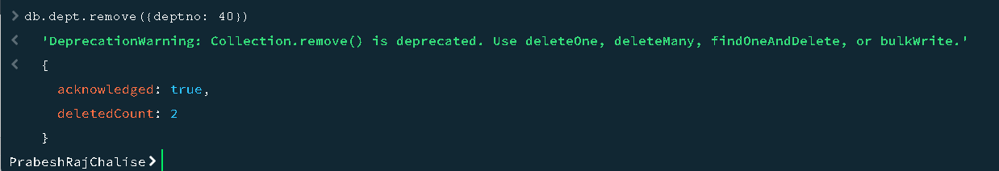 > db.dept.remove({deptno: 40})
< 'DeprecationWarning: Collection.remove() is deprecated. Use deleteOne, deleteMany, findOneAndDelete, or bulkWrite.'
< {
acknowledged: true,
deletedCount: 2
}
PrabeshRajChalise>